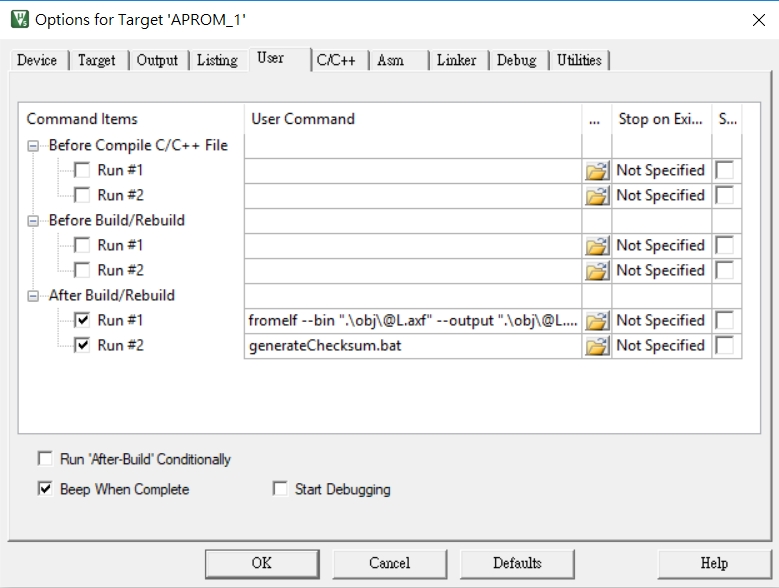 Options for Target 'APROM_1'
Device Target Output Listing User C/C++ Asm Linker Debug Utilities
Command Items User Command ... Stop on Exi... S...
Before Compile C/C++ File
Run #1 Not Specified
Run #2 Not Specified
Before Build/Rebuild
Run #1 Not Specified
Run #2 Not Specified
After Build/Rebuild
Run #1 fromelf --bin ".\obj\@L.axf" --output ".\obj\@L.... Not Specified
Run #2 generateChecksum.bat Not Specified
Run 'After-Build' Conditionally
Beep When Complete Start Debugging
OK Cancel Defaults Help